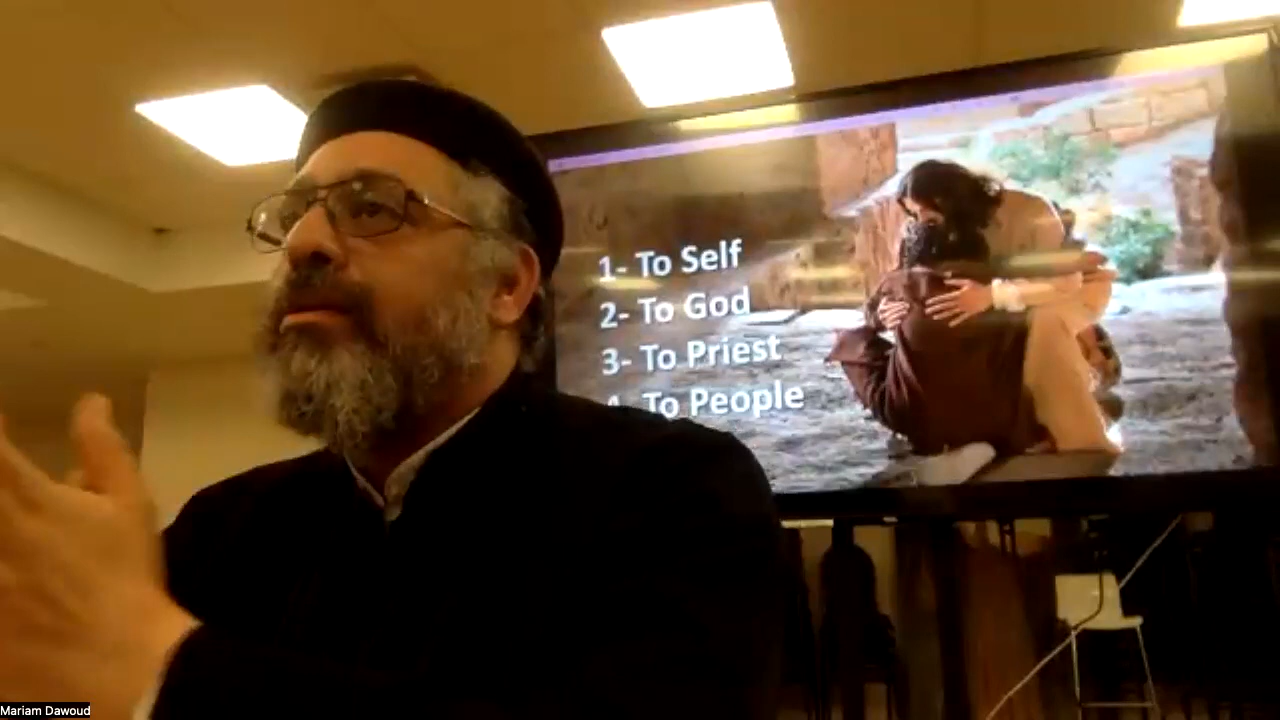 1- To Self
2- To God
3- To Priest
To People
Mariam Dawoud